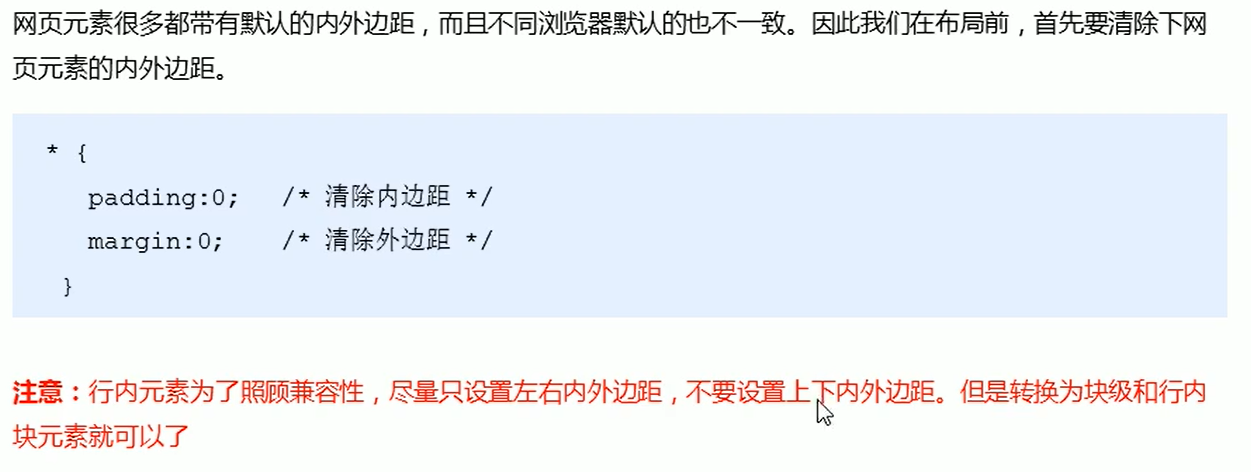 网页元素很多都带有默认的内外边距，而且不同浏览器默认的也不一致。因此我们在布局前，首先要清除下网
页元素的内外边距。
* {
padding:0; /* 清除内边距 */
margin:0; /* 清除外边距 */
}
注意：行内元素为了照顾兼容性，尽量只设置左右内外边距，不要设置上下内外边距。但是转换为块级和行内
块元素就可以了